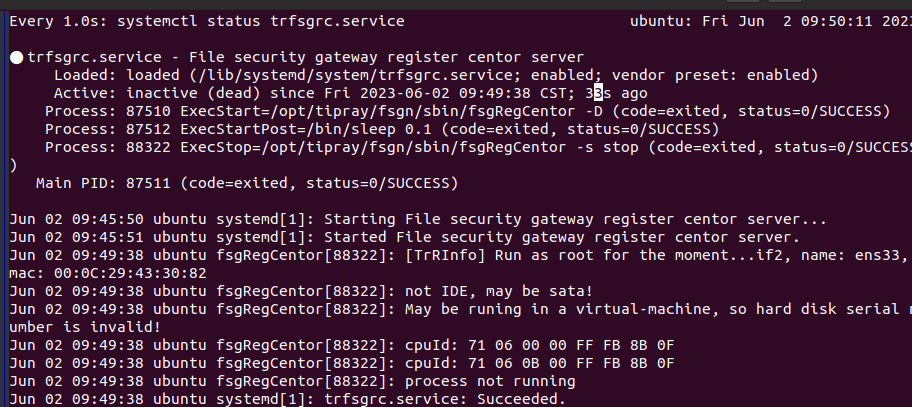 Every 1.0s: systemctl status trfsgrc.service ubuntu: Fri Jun 2 09:50:11 202
● trfsgrc.service - File security gateway register centor server
Loaded: loaded (/lib/systemd/system/trfsgrc.service; enabled; vendor preset: enabled)
Active: inactive (dead) since Fri 2023-06-02 09:49:38 CST; 33s ago
Process: 87510 ExecStart=/opt/tipray/fsgn/sbin/fsgRegCentor -D (code=exited, status=0/SUCCESS)
Process: 87512 ExecStartPost=/bin/sleep 0.1 (code=exited, status=0/SUCCESS)
Process: 88322 ExecStop=/opt/tipray/fsgn/sbin/fsgRegCentor -s stop (code=exited, status=0/SUCCESS
)
Main PID: 87511 (code=exited, status=0/SUCCESS)
Jun 02 09:45:50 ubuntu systemd[1]: Starting File security gateway register centor server...
Jun 02 09:45:51 ubuntu systemd[1]: Started File security gateway register centor server.
Jun 02 09:49:38 ubuntu fsgRegCentor[88322]: [TrRInfo] Run as root for the moment...if2, name: ens33,
mac: 00:0C:29:43:30:82
Jun 02 09:49:38 ubuntu fsgRegCentor[88322]: not IDE, may be sata!
Jun 02 09:49:38 ubuntu fsgRegCentor[88322]: May be runing in a virtual-machine, so hard disk serial n
umber is invalid!
Jun 02 09:49:38 ubuntu fsgRegCentor[88322]: cpuId: 71 06 00 00 FF FB 8B 0F
Jun 02 09:49:38 ubuntu fsgRegCentor[88322]: cpuId: 71 06 0B 00 FF FB 8B 0F
Jun 02 09:49:38 ubuntu fsgRegCentor[88322]: process not running
Jun 02 09:49:38 ubuntu systemd[1]: trfsgrc.service: Succeeded.